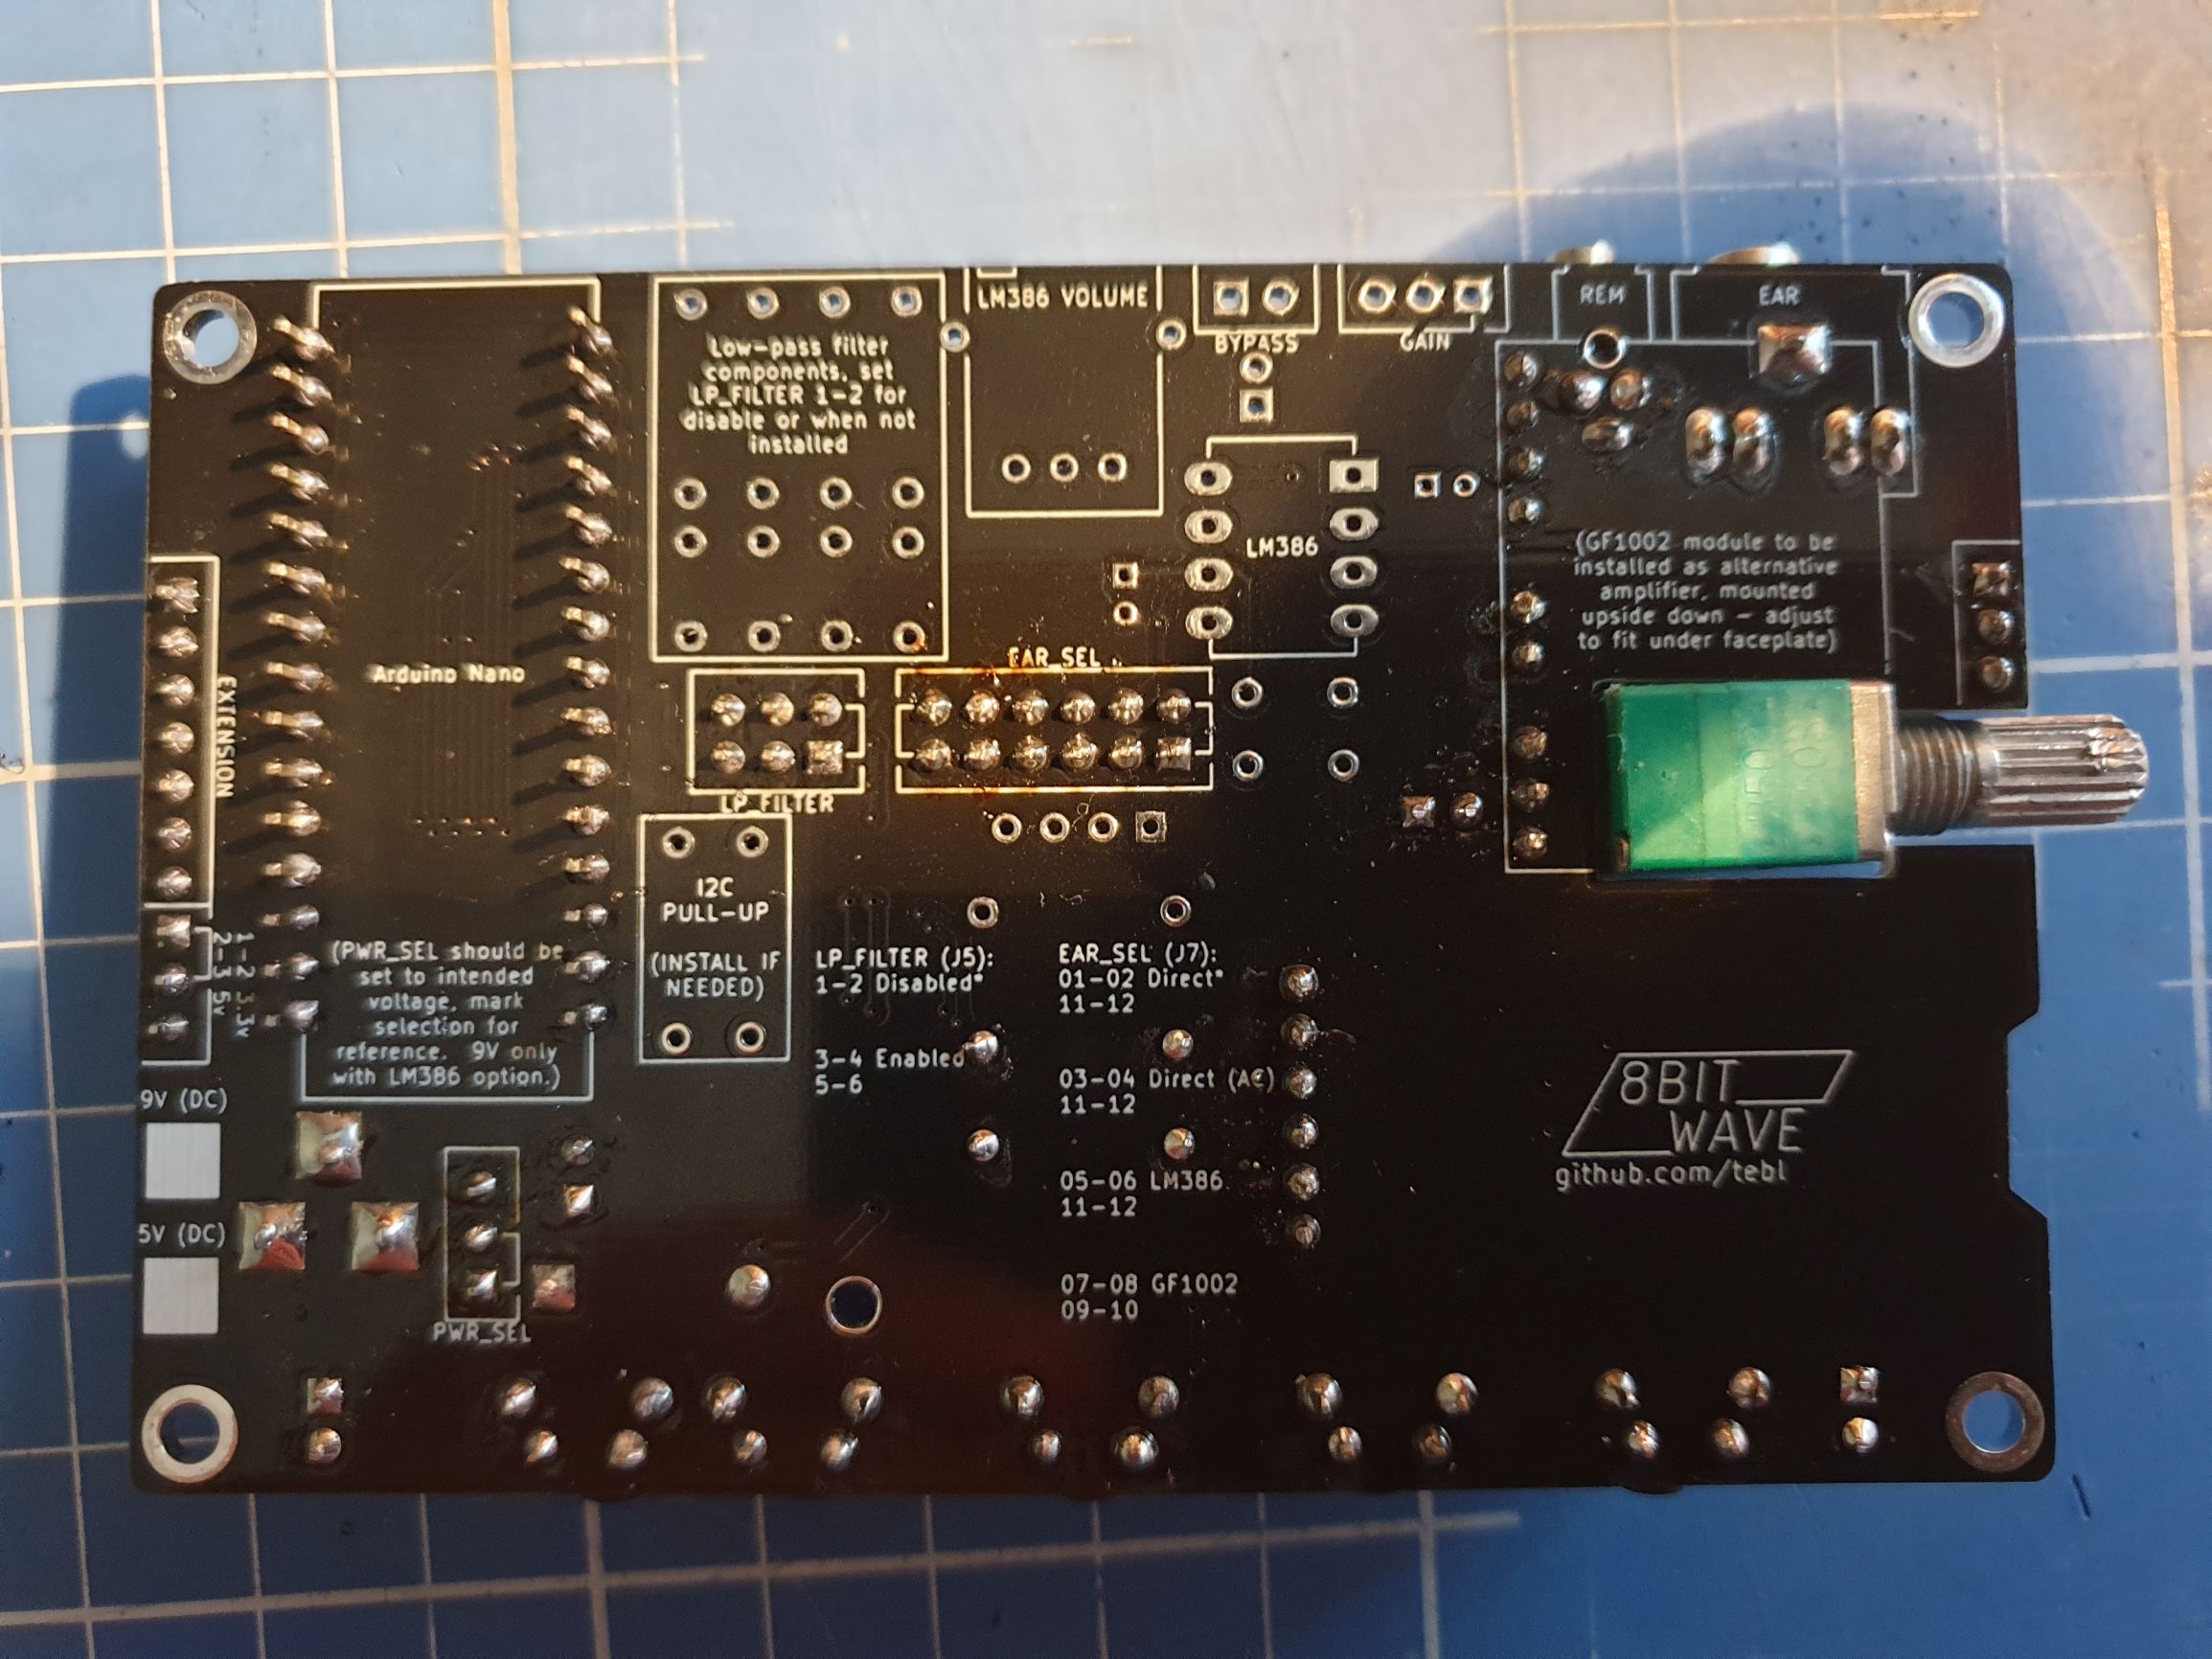 LM386 VOLUME
REM
EAR
BYPASS
GAIN
Low-pass filter
components, set
LP_FILTER 1-2 for
disable or when not
installed
LM386
(GF1002 module to be
installed as alternative
amplifier, mounted
upside down - adjust
to fit under faceplate)
EAR_SEL
Arduino Nano
EXTENSION
LP_FILTER
I2C
PULL-UP
(INSTALL IF
NEEDED)
1-2 3.3v
2-3 5v
(PWR_SEL should be
set to intended
voltage, mark
selection for
reference. 9V only
with LM386 option.)
LP_FILTER (J5):
1-2 Disabled*
3-4 Enabled
5-6
EAR_SEL (J7):
01-02 Direct*
11-12
03-04 Direct (AC)
11-12
05-06 LM386
11-12
07-08 GF1002
09-10
9V (DC)
5V (DC)
PWR_SEL
8BIT
WAVE
github.com/tebl